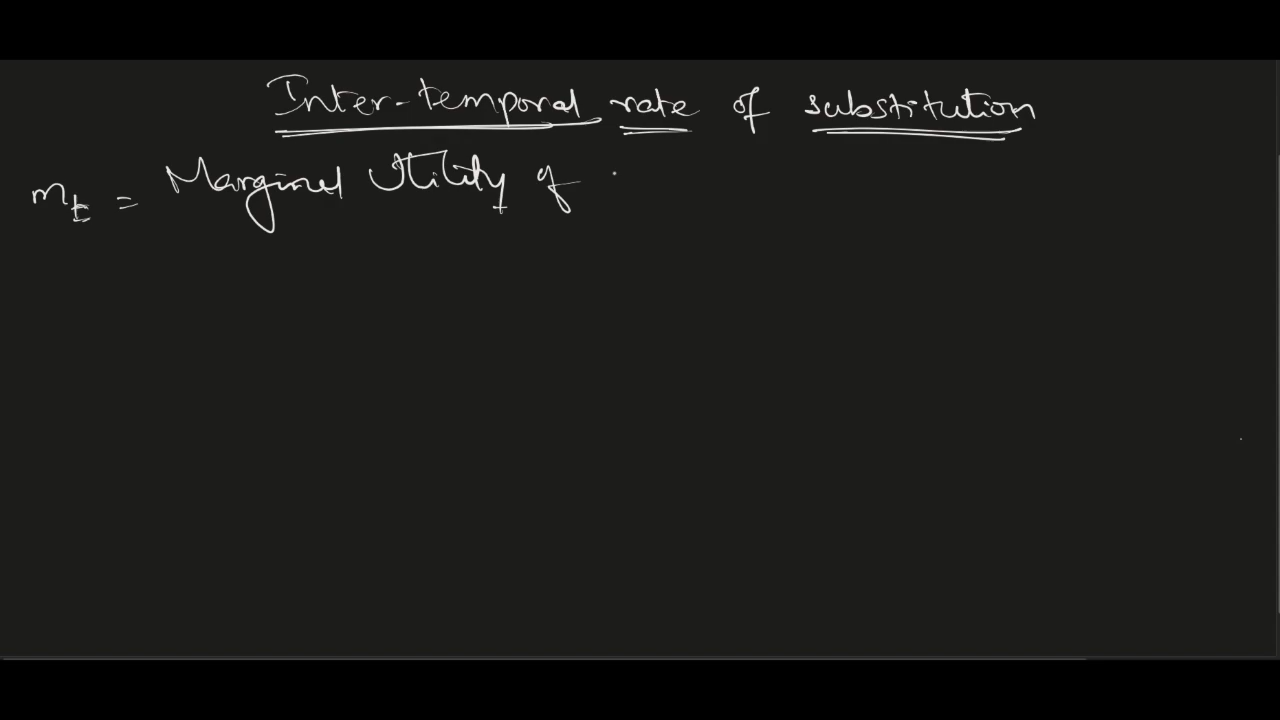 Inter-temporal rate of substitution
mt = Marginal Utility of